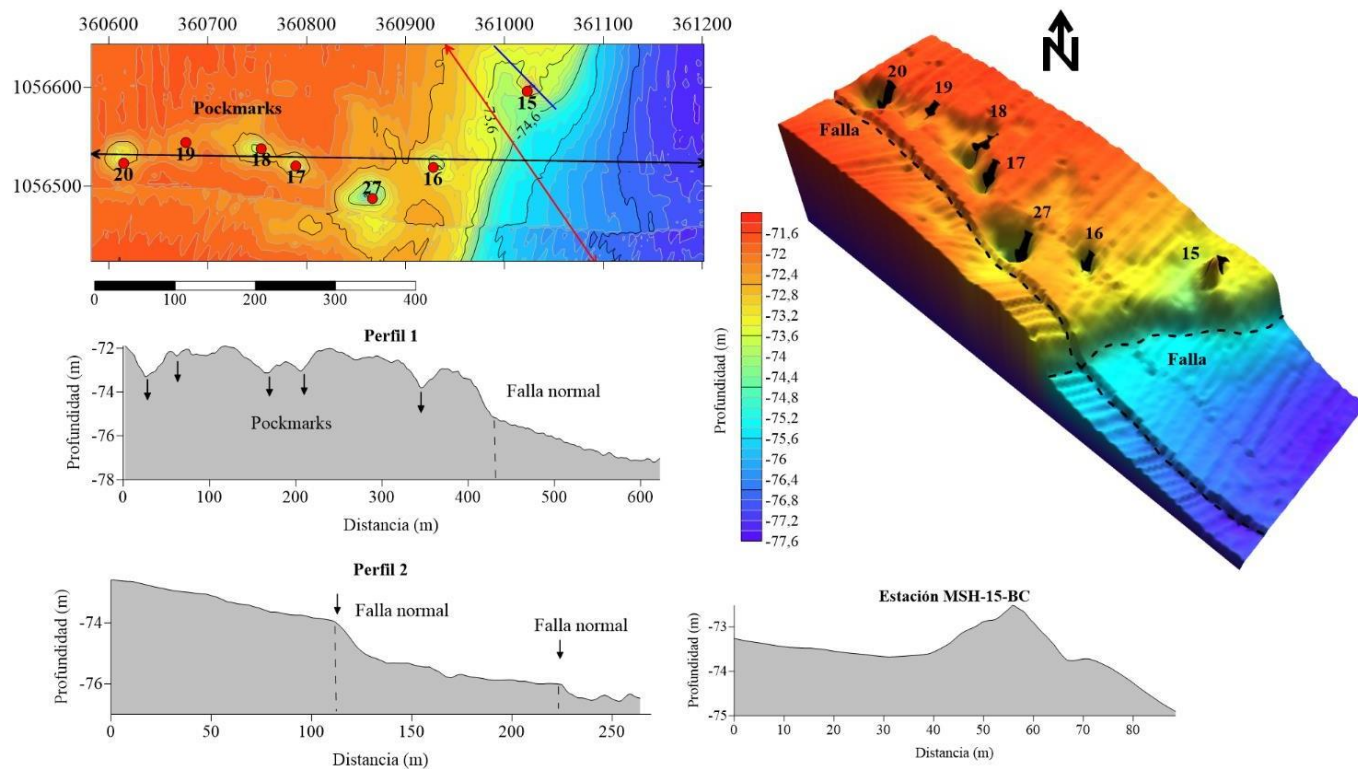 360600 360700 360800 360900 361000 361100 361200
1056600
1056500
Pockmarks
15
-73,6
-74,6
20
19
18
17
27
16
0 100 200 300 400
N
20
19
18
17
27
16
15
Falla
Falla
Profundidad (m)
-71,6
-72,4
-72,8
-73,2
-73,6
-74
-74,4
-74,8
-75,2
-75,6
-76
-76,4
-76,8
-77,2
-77,6
Perfil 1
Profundidad (m)
-72
-74
-76
-78
Pockmarks
Falla normal
0 100 200 300 400 500 600
Distancia (m)
Perfil 2
Profundidad (m)
-74
-76
Falla normal
Falla normal
0 50 100 150 200 250
Distancia (m)
Estación MSH-15-BC
Profundidad (m)
-73
-74
-75
0 10 20 30 40 50 60 70 80
Distancia (m)